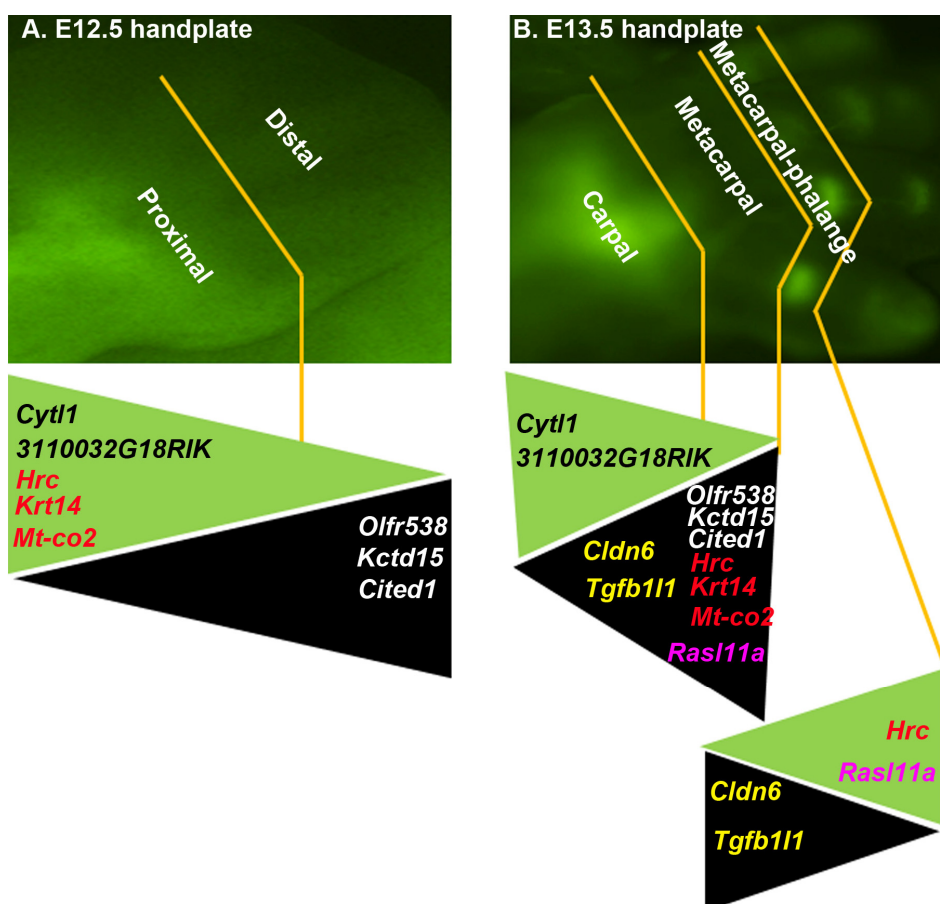 A. E12.5 handplate
Distal
Proximal
Cytl1
3110032G18RIK
Hrc
Krt14
Mt-co2
Olfr538
Kctd15
Cited1
B. E13.5 handplate
Metacarpal-phalange
Metacarpal
Carpal
Cytl1
3110032G18RIK
Olfr538
Kctd15
Cited1
Cldn6
Hrc
Tgfb1l1
Krt14
Mt-co2
Rasl11a
Hrc
Rasl11a
Cldn6
Tgfb1l1